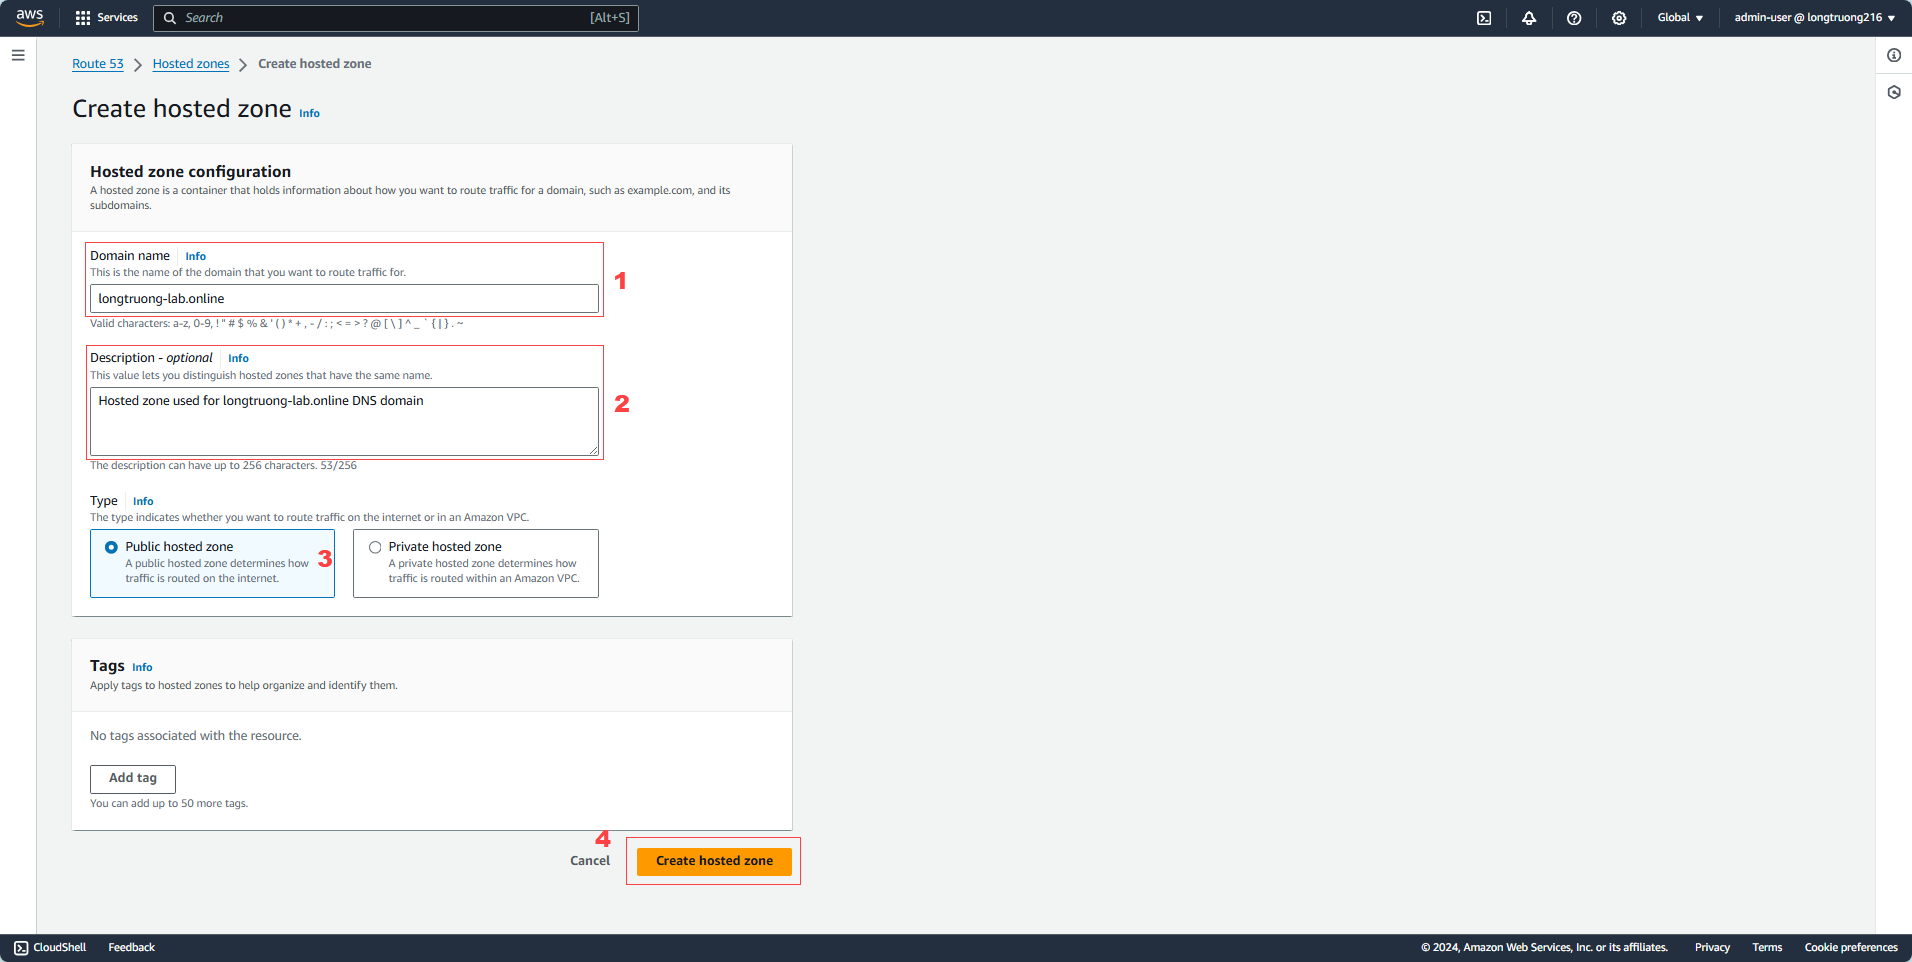 aws
Services
Search
[Alt+S]
Global
admin-user @ longtruong216
Route 53
Hosted zones
Create hosted zone
Create hosted zone
Info
Hosted zone configuration
A hosted zone is a container that holds information about how you want to route traffic for a domain, such as example.com, and its
subdomains.
Domain name
Info
This is the name of the domain that you want to route traffic for.
longtruong-lab.online
1
Valid characters: a-z, 0-9, ! " # $ % & ' ( ) * + , - / : ; < = > ? @ [ \ ] ^ _ ` { | } . ~
Description - optional
Info
This value lets you distinguish hosted zones that have the same name.
Hosted zone used for longtruong-lab.online DNS domain
2
The description can have up to 256 characters. 53/256
Type
Info
The type indicates whether you want to route traffic on the internet or in an Amazon VPC.
Public hosted zone
A public hosted zone determines how
traffic is routed on the internet.
3
Private hosted zone
A private hosted zone determines how
traffic is routed within an Amazon VPC.
Tags
Info
Apply tags to hosted zones to help organize and identify them.
No tags associated with the resource.
Add tag
You can add up to 50 more tags.
4
Cancel
Create hosted zone
CloudShell
Feedback
© 2024, Amazon Web Services, Inc. or its affiliates.
Privacy
Terms
Cookie preferences